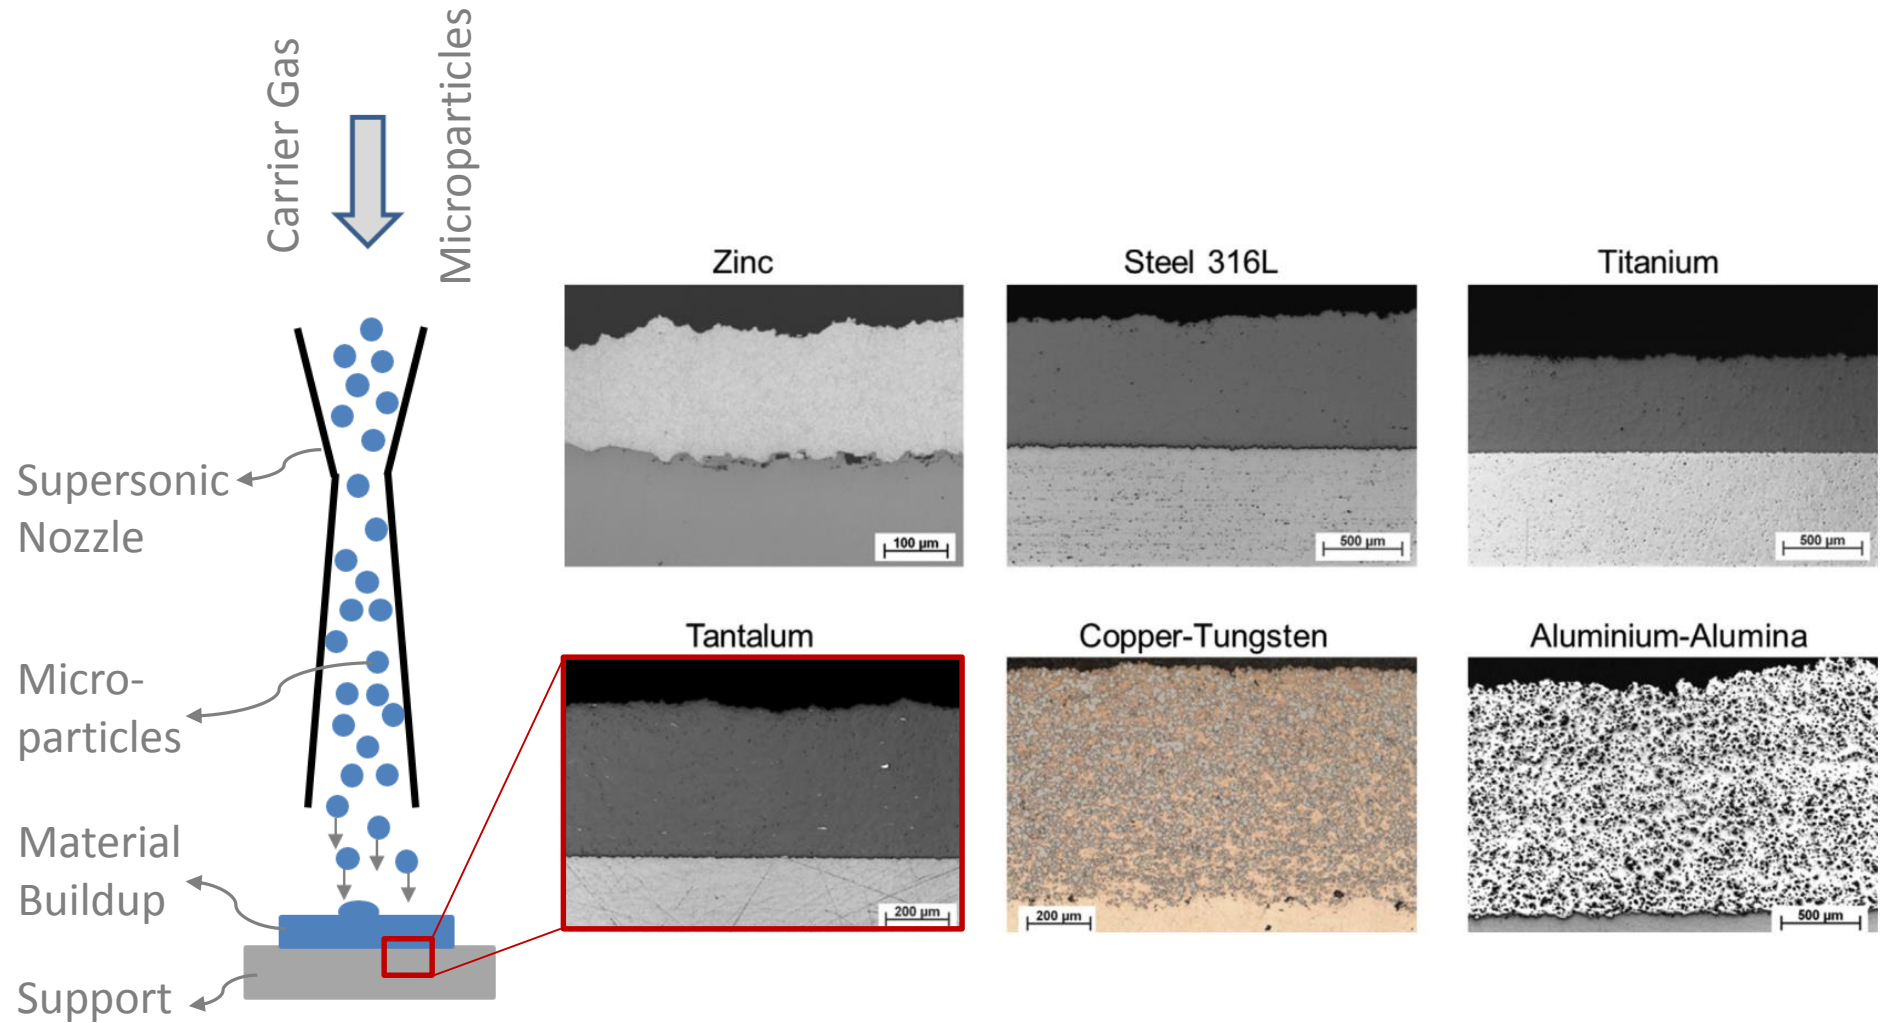 Carrier Gas
Microparticles
Supersonic
Nozzle
Micro-
particles
Material
Buildup
Support
Zinc
100 µm
Steel 316L
500 µm
Titanium
500 µm
Tantalum
200 µm
Copper-Tungsten
200 µm
Aluminium-Alumina
500 µm